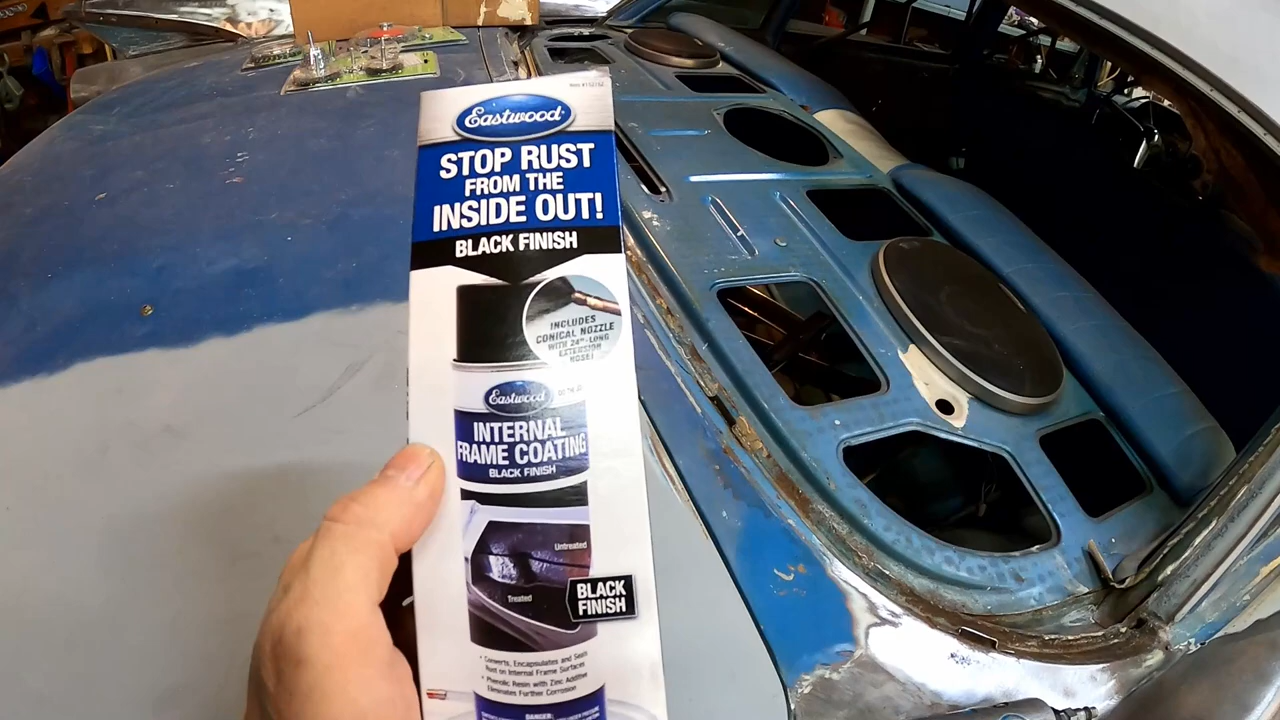 Eastwood
STOP RUST
FROM THE
INSIDE OUT!
BLACK FINISH
INCLUDES
CONICAL NOZZLE
WITH 24"-LONG
EXTENSION
HOSE!
Eastwood
INTERNAL
FRAME COATING
BLACK FINISH
Untreated
Treated
BLACK
FINISH
• Converts, Encapsulates and Seals
Rust on Internal Frame Surfaces
• Phenolic Resin with Zinc Additive
Eliminates Further Corrosion
DANGER: